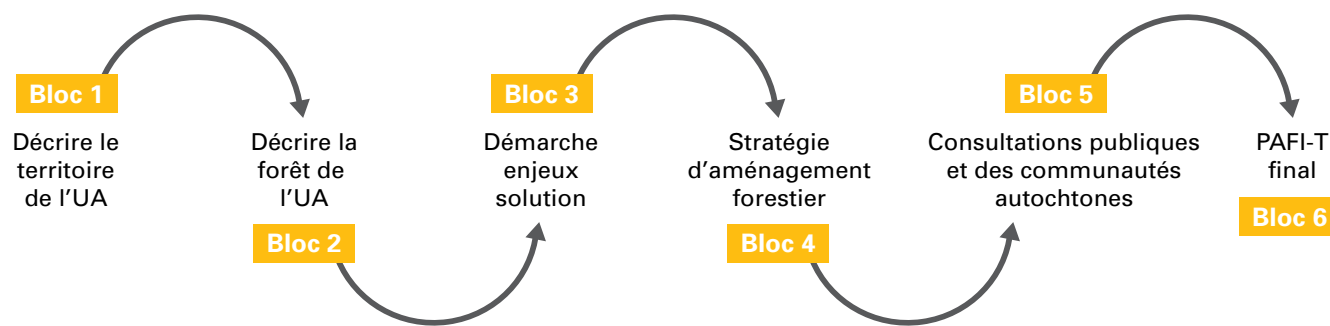 Bloc 1
Décrire le
territoire
de l’UA
Décrire la
forêt de
l’UA
Bloc 2
Bloc 3
Démarche
enjeux
solution
Stratégie
d’aménagement
forestier
Bloc 4
Bloc 5
Consultations publiques
et des communautés
autochtones
PAFI-T
final
Bloc 6